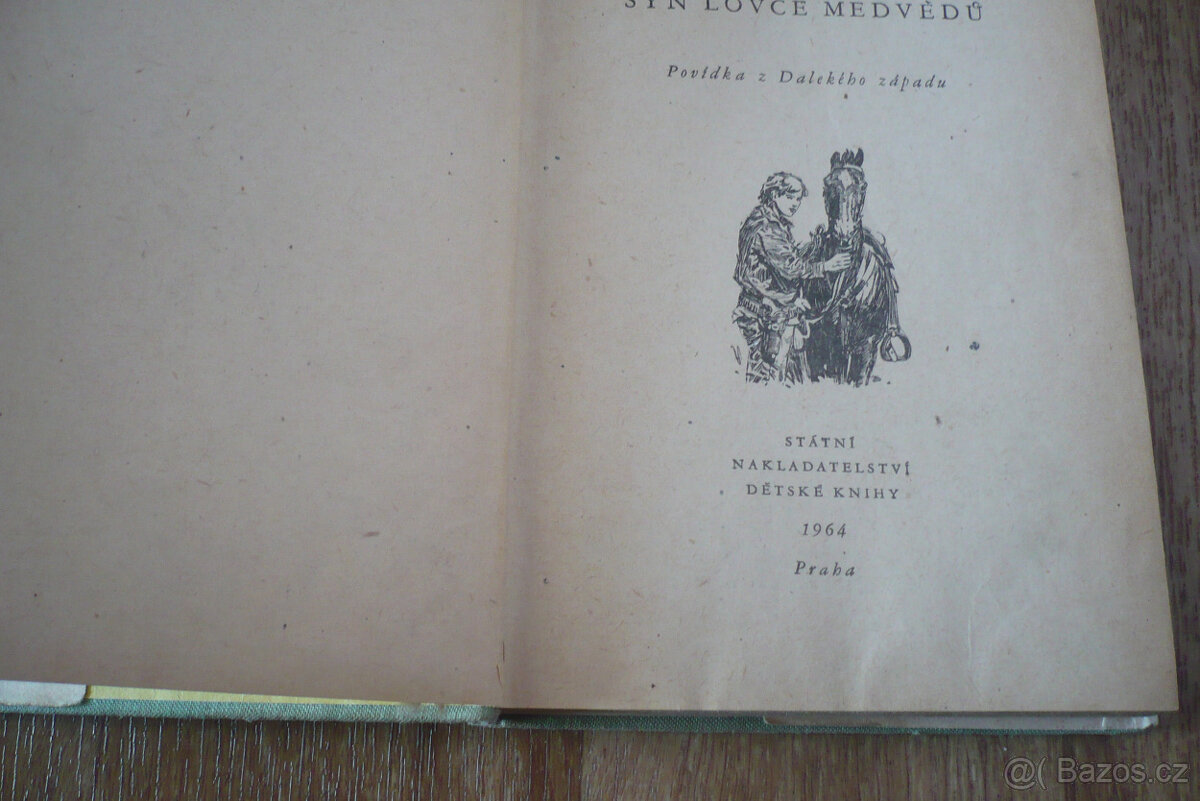 SYN LOVCE MEDVĚDŮ
Povídka z Dalekého západu
STÁTNÍ
NAKLADATELSTVÍ
DĚTSKÉ KNIHY
1964
Praha
@( Bazos.cz